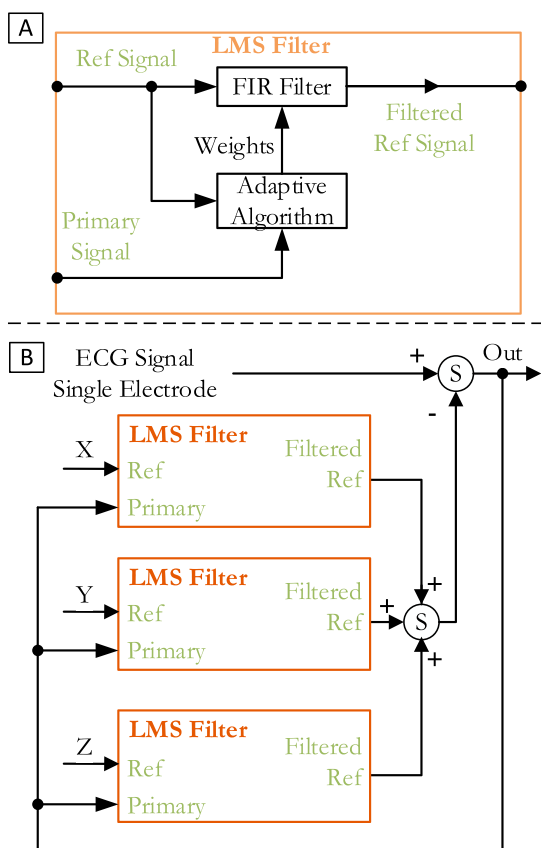 A
LMS Filter
Ref Signal
FIR Filter
Filtered
Ref Signal
Weights
Adaptive
Algorithm
Primary
Signal
B
ECG Signal
Single Electrode
+
S
Out
-
LMS Filter
X
Ref
Primary
Filtered
Ref
LMS Filter
Y
Ref
Primary
Filtered
Ref
+
+
S
+
LMS Filter
Z
Ref
Primary
Filtered
Ref